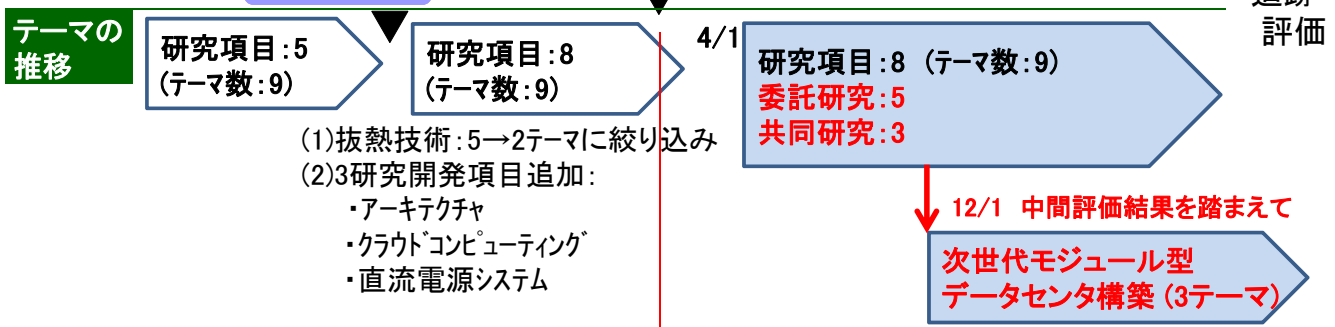 評価
テーマの
推移
研究項目:5
(テーマ数:9)
研究項目:8
(テーマ数:9)
4/1
研究項目:8 (テーマ数:9)
委託研究:5
共同研究:3
(1)抜熱技術:5→2テーマに絞り込み
(2)3研究開発項目追加:
・アーキテクチャ
・クラウドコンピューティング
・直流電源システム
12/1 中間評価結果を踏まえて
次世代モジュール型
データセンタ構築 (3テーマ)